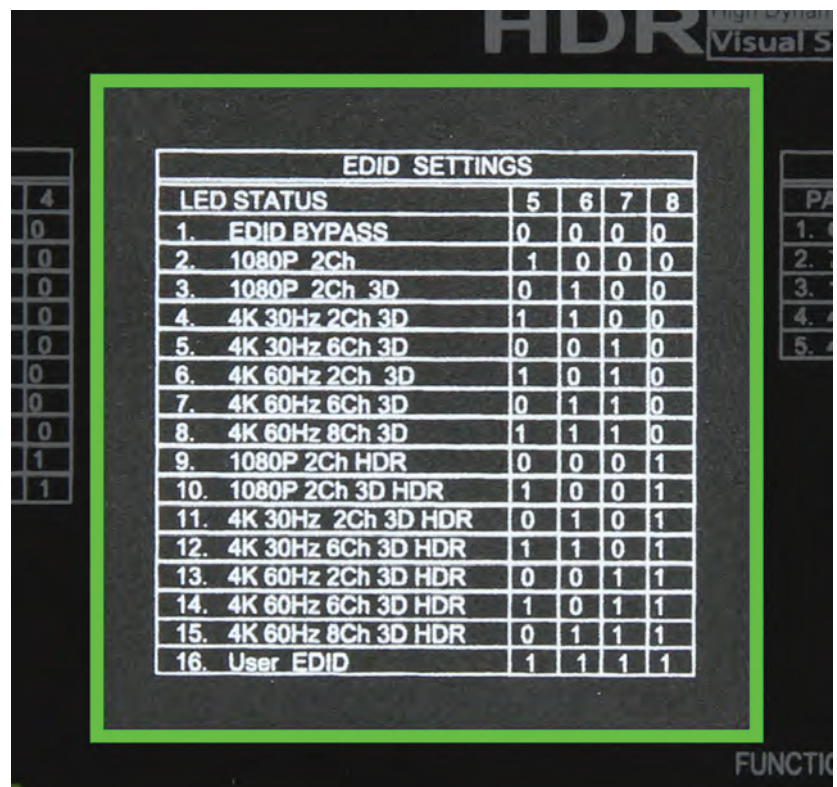 HDR
Visual S
EDID SETTINGS
LED STATUS 5 6 7 8
1. EDID BYPASS 0 0 0 0
2. 1080P 2Ch 1 0 0 0
3. 1080P 2Ch 3D 0 1 0 0
4. 4K 30Hz 2Ch 3D 1 1 0 0
5. 4K 30Hz 6Ch 3D 0 0 1 0
6. 4K 60Hz 2Ch 3D 1 0 1 0
7. 4K 60Hz 6Ch 3D 0 1 1 0
8. 4K 60Hz 8Ch 3D 1 1 1 0
9. 1080P 2Ch HDR 0 0 0 1
10. 1080P 2Ch 3D HDR 1 0 0 1
11. 4K 30Hz 2Ch 3D HDR 0 1 0 1
12. 4K 30Hz 6Ch 3D HDR 1 1 0 1
13. 4K 60Hz 2Ch 3D HDR 0 0 1 1
14. 4K 60Hz 6Ch 3D HDR 1 0 1 1
15. 4K 60Hz 8Ch 3D HDR 0 1 1 1
16. User EDID 1 1 1 1
4
0
0
0
0
0
0
0
0
1
1
PA
1.
2.
3.
4.
5.
FUNCTIO